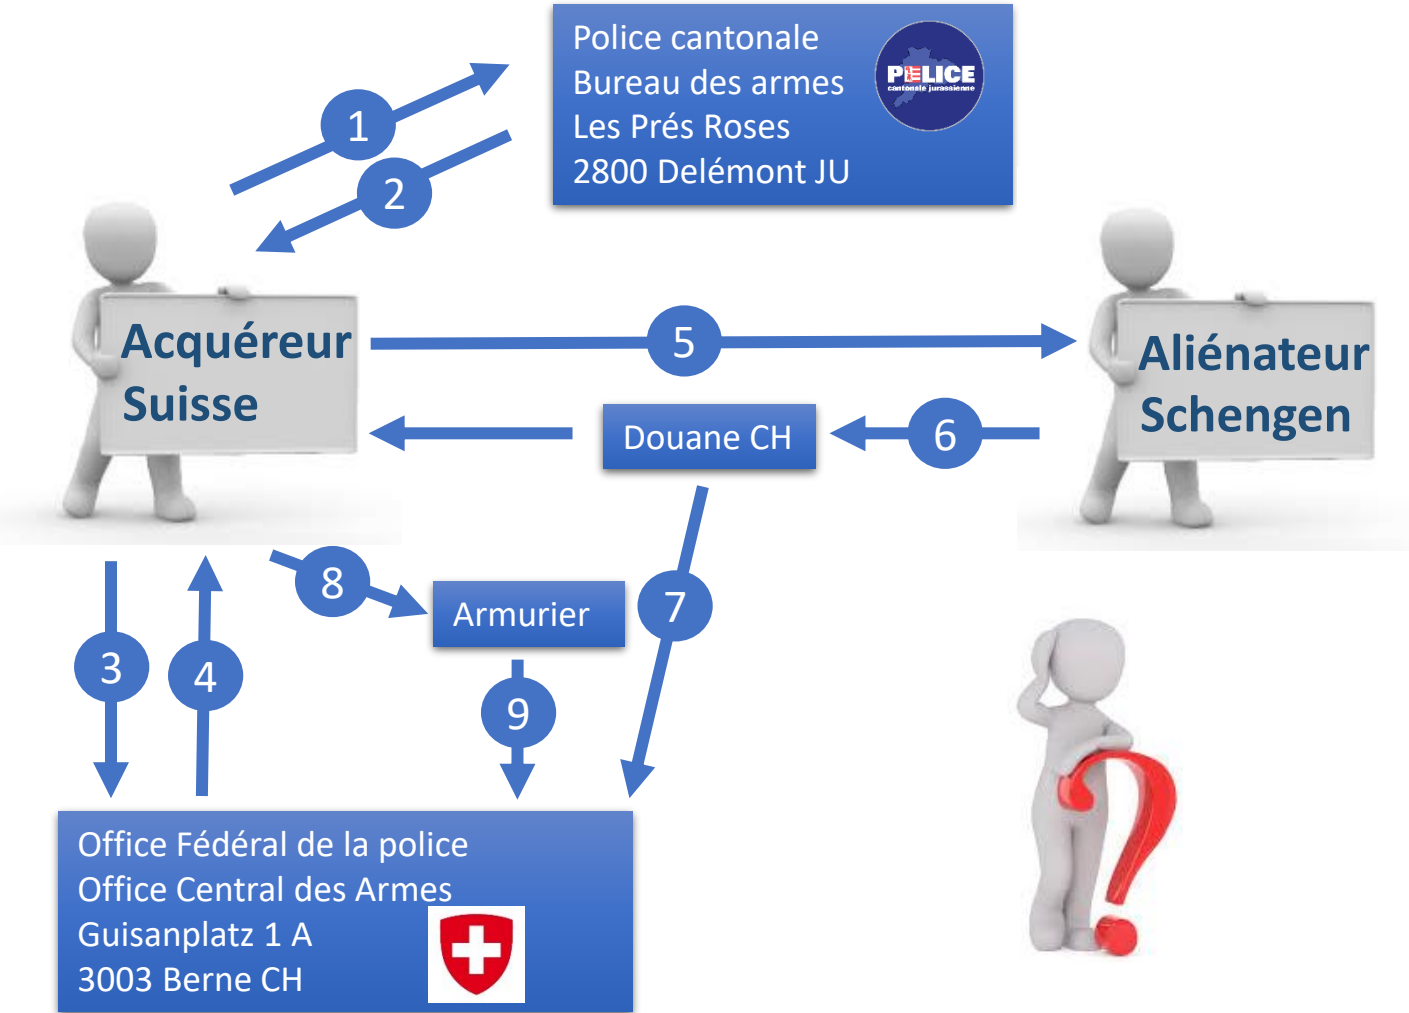 Police cantonale
Bureau des armes
Les Prés Roses
2800 Delémont JU
POLICE
cantonale jurassienne
1
2
Acquéreur
Suisse
5
Aliénateur
Schengen
Douane CH
6
8
Armurier
7
3
4
9
Office Fédéral de la police
Office Central des Armes
Guisanplatz 1 A
3003 Berne CH